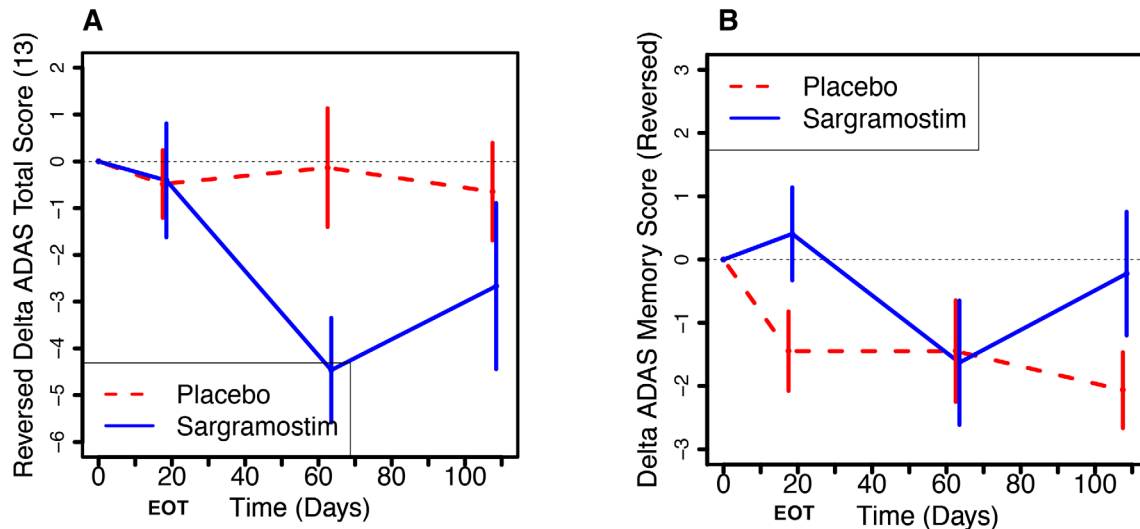 A
Reversed Delta ADAS Total Score (13)
2
1
0
−1
−2
−3
−4
−5
−6
Placebo
Sargramostim
0 20 40 60 80 100
EOT
Time (Days)
B
Delta ADAS Memory Score (Reversed)
3
2
1
0
−1
−2
−3
Placebo
Sargramostim
0 20 40 60 80 100
EOT
Time (Days)